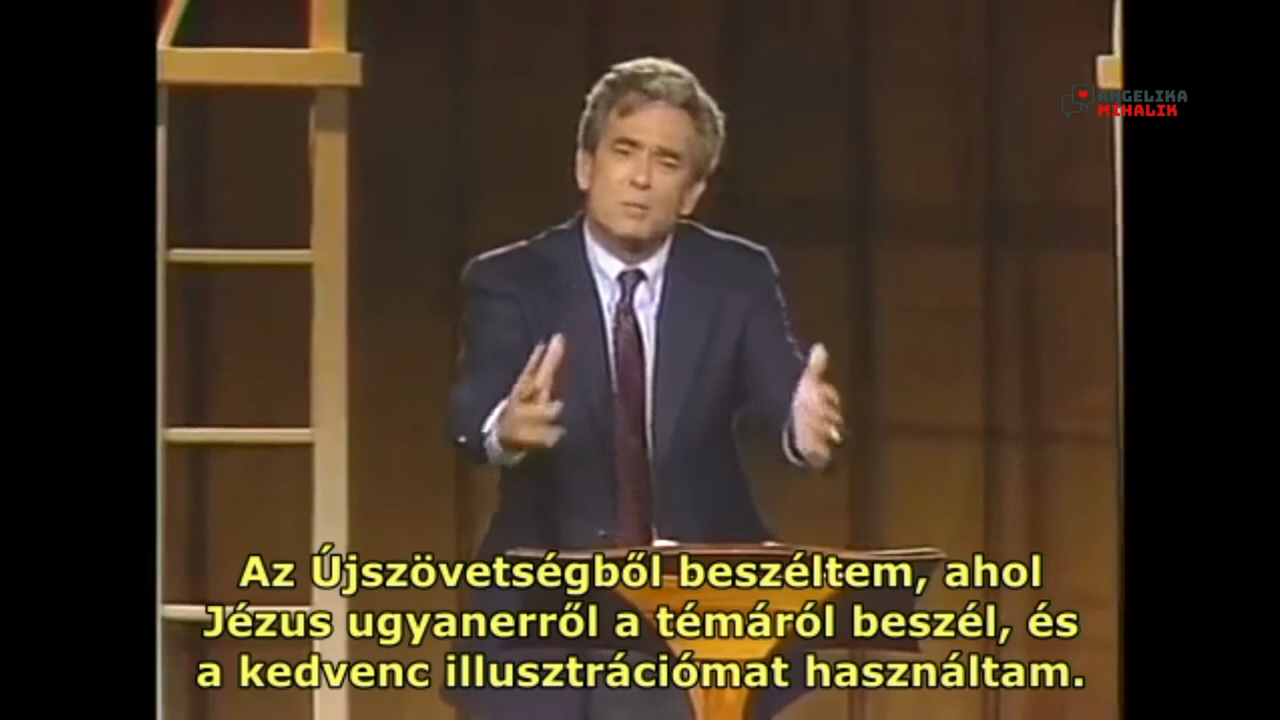 ANGELIKA
MIHALIK
Az Újszövetségből beszéltem, ahol
Jézus ugyanerről a témáról beszél, és
a kedvenc illusztrációmat használtam.